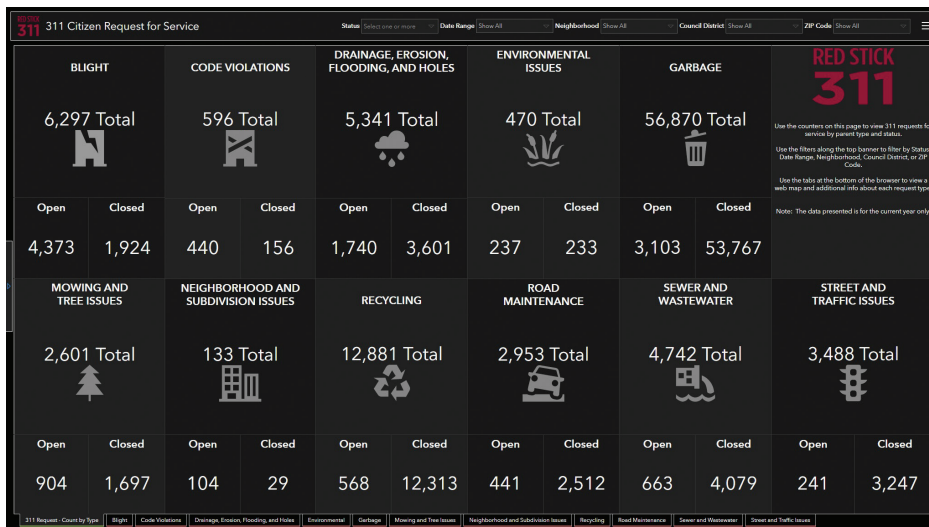 RED STICK
311
311 Citizen Request for Service
Status Select one or more Date Range Show All Neighborhood Show All Council District Show All ZIP Code Show All
BLIGHT
6,297 Total
Open Closed
4,373 1,924
CODE VIOLATIONS
596 Total
Open Closed
440 156
DRAINAGE, EROSION,
FLOODING, AND HOLES
5,341 Total
Open Closed
1,740 3,601
ENVIRONMENTAL
ISSUES
470 Total
Open Closed
237 233
GARBAGE
56,870 Total
Open Closed
3,103 53,767
RED STICK
311
Use the counters on this page to view 311 requests fo
service by parent type and status.
Use the filters along the top banner to filter by Status
Date Range, Neighborhood, Council District, or ZIP
Code.
Use the tabs at the bottom of the browser to view a
web map and additional info about each request type
Note: The data presented is for the current year only
MOWING AND
TREE ISSUES
2,601 Total
Open Closed
904 1,697
NEIGHBORHOOD AND
SUBDIVISION ISSUES
133 Total
Open Closed
104 29
RECYCLING
12,881 Total
Open Closed
568 12,313
ROAD
MAINTENANCE
2,953 Total
Open Closed
441 2,512
SEWER AND
WASTEWATER
4,742 Total
Open Closed
663 4,079
STREET AND
TRAFFIC ISSUES
3,488 Total
Open Closed
241 3,247
311 Request - Count by Type Blight Code Violations Drainage, Erosion, Flooding, and Holes Environmental Garbage Mowing and Tree Issues Neighborhood and Subdivision Issues Recycling Road Maintenance Sewer and Wastewater Street and Traffic Issues